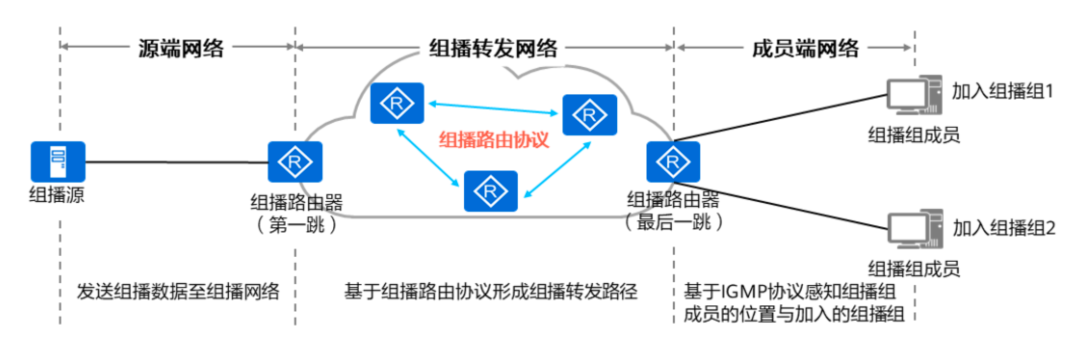 源端网络
组播转发网络
成员端网络
R
R
组播路由协议
加入组播组1
组播组成员
R
R
R
组播源
组播路由器
（第一跳）
组播路由器
（最后一跳）
加入组播组2
组播组成员
发送组播数据至组播网络
基于组播路由协议形成组播转发路径
基于IGMP协议感知组播组
成员的位置与加入的组播组